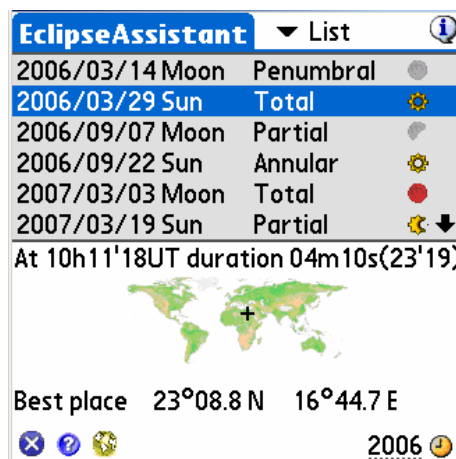 EclipseAssistant ▼ List
2006/03/14 Moon Penumbral
2006/03/29 Sun Total
2006/09/07 Moon Partial
2006/09/22 Sun Annular
2007/03/03 Moon Total
2007/03/19 Sun Partial
At 10h11'18UT duration 04m10s(23'19)
Best place 23°08.8 N 16°44.7 E
2006